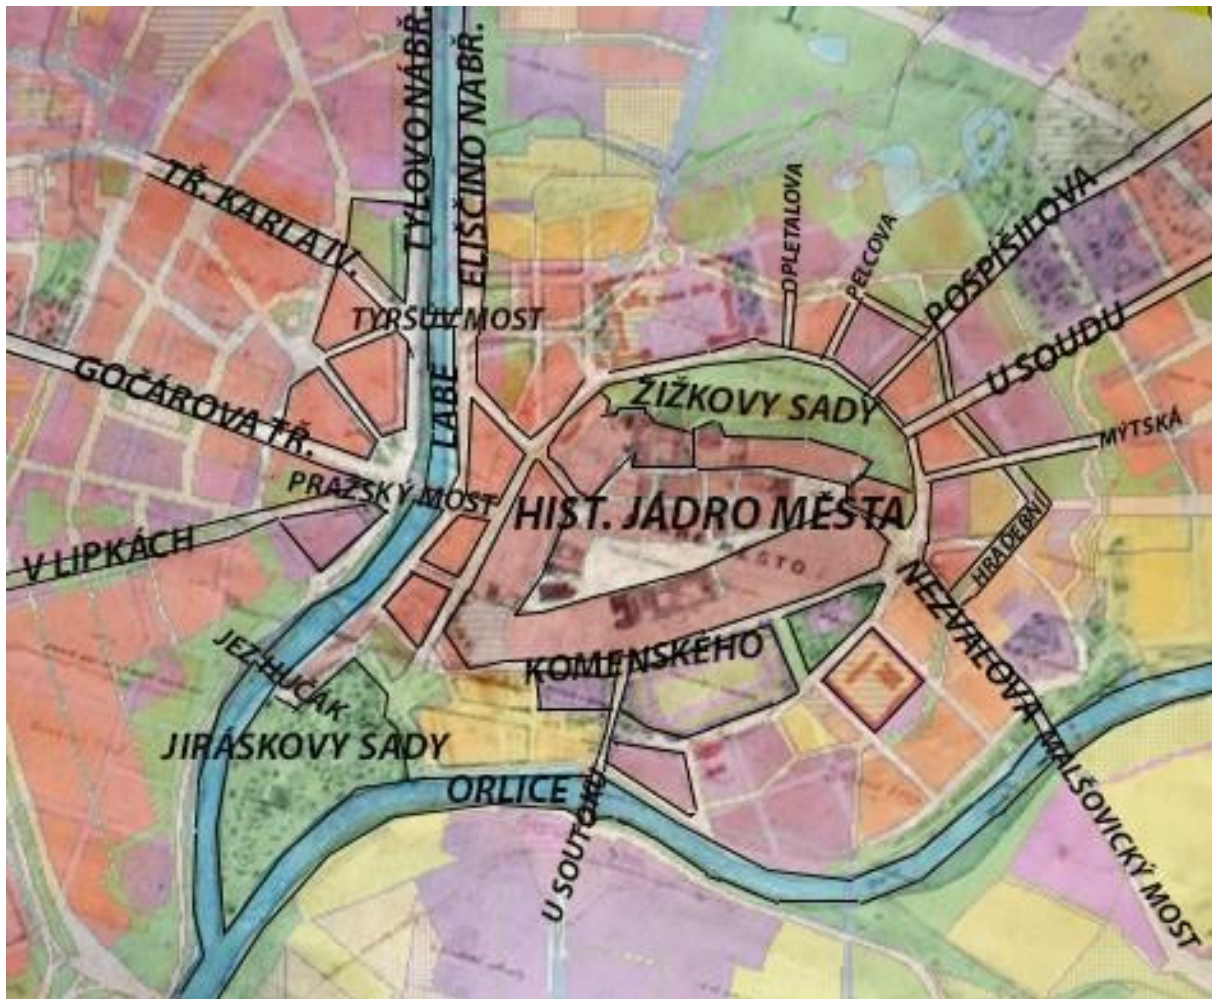 TYLOVO NÁBŘ.
ELIŠČINO NÁBŘ.
TŘ. KARLA IV.
OPLETALOVA
PELCOVA
POSPÍŠILOVA
TYRŠŮV MOST
U SOUDU
GOČÁROVA TŘ.
LABE
ŽIŽKOVY SADY
MÝTSKÁ
PRAŽSKÝ MOST
HIST. JÁDRO MĚSTA
V LIPKÁCH
HRADEBNÍ
NEZVALOVA
KOMENSKÉHO
JEZ HUČÁK
JIRÁSKOVY SADY
ORLICE
U SOUTOKU
MALŠOVICKÝ MOST